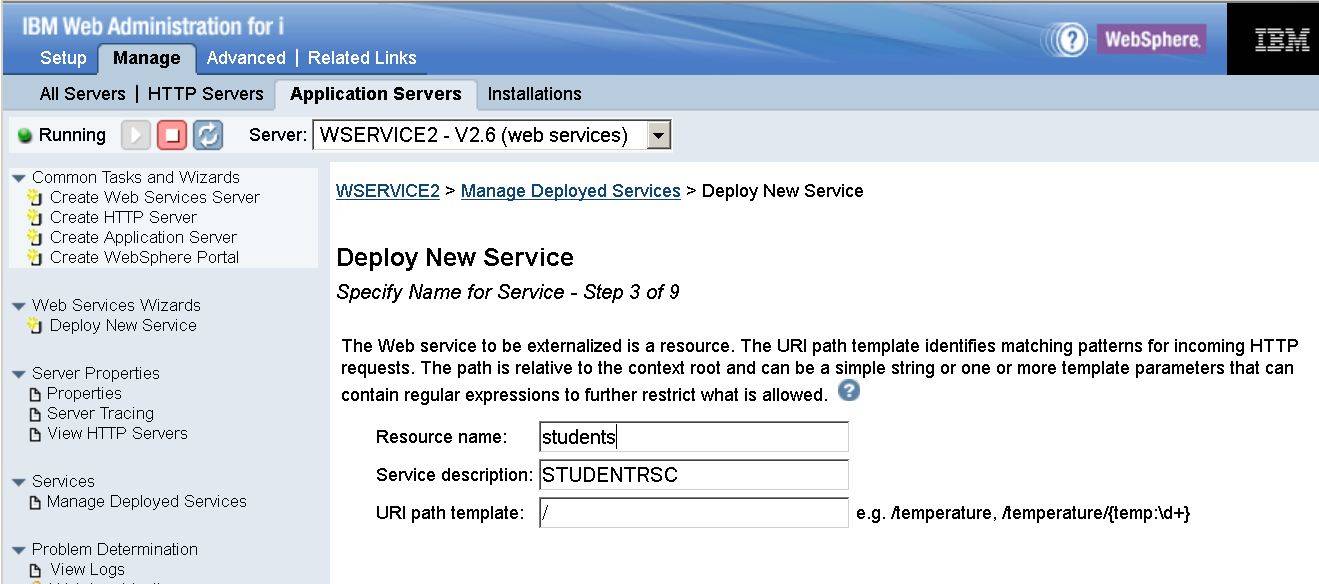 IBM Web Administration for i
Setup Manage Advanced | Related Links
? WebSphere. IBM
All Servers | HTTP Servers Application Servers Installations
Running Server: WSERVICE2 - V2.6 (web services)
Common Tasks and Wizards
Create Web Services Server
Create HTTP Server
Create Application Server
Create WebSphere Portal
Web Services Wizards
Deploy New Service
Server Properties
Properties
Server Tracing
View HTTP Servers
Services
Manage Deployed Services
Problem Determination
View Logs
WSERVICE2 > Manage Deployed Services > Deploy New Service
Deploy New Service
Specify Name for Service - Step 3 of 9
The Web service to be externalized is a resource. The URI path template identifies matching patterns for incoming HTTP
requests. The path is relative to the context root and can be a simple string or one or more template parameters that can
contain regular expressions to further restrict what is allowed. ?
Resource name: students
Service description: STUDENTRSC
URI path template: / e.g. /temperature, /temperature/{temp:\d+}